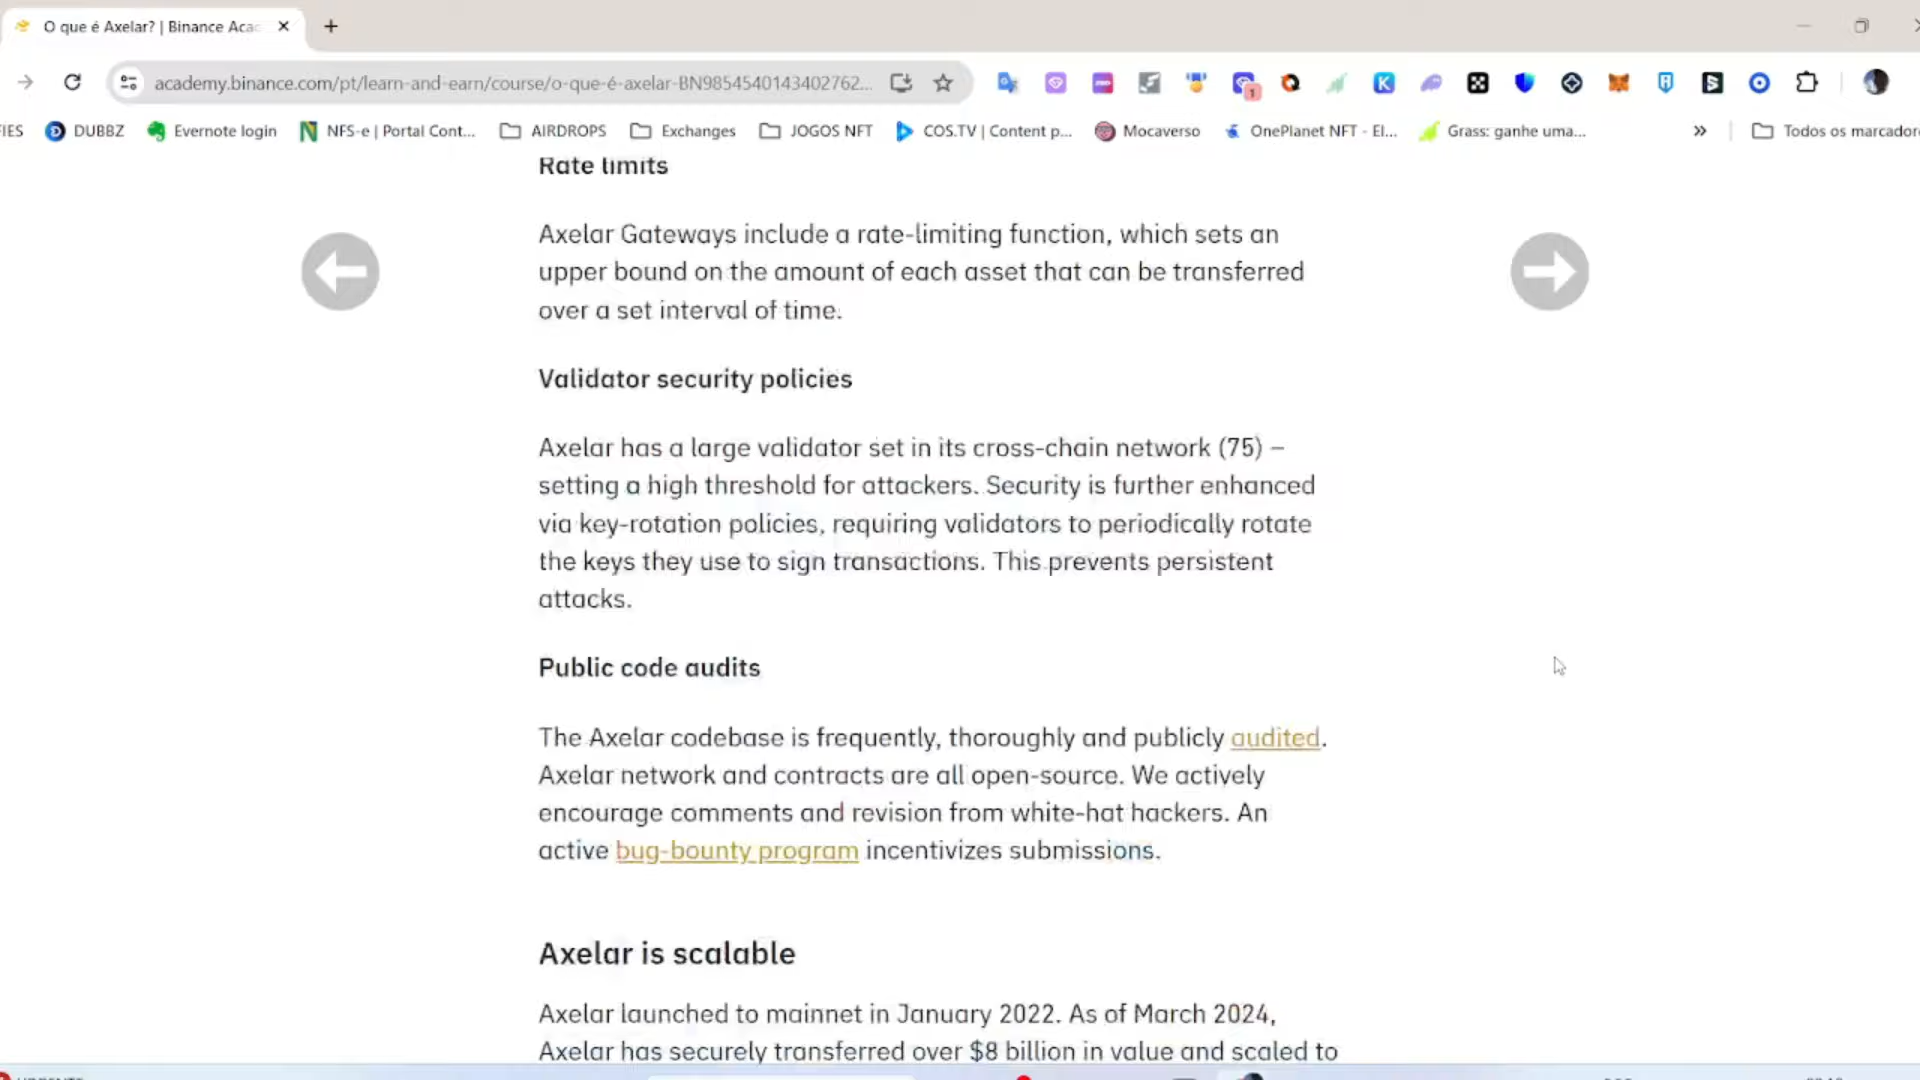 O que é Axelar? | Binance Aca
academy.binance.com/pt/learn-and-earn/course/o-que-é-axelar-BN9854540143402762...
1
IES DUBBZ Evernote login NFS-e | Portal Cont... AIRDROPS Exchanges JOGOS NFT COS.TV | Content p... Mocaverso OnePlanet NFT - El... Grass: ganhe uma... » Todos os marcador
Rate limits
Axelar Gateways include a rate-limiting function, which sets an
upper bound on the amount of each asset that can be transferred
over a set interval of time.
Validator security policies
Axelar has a large validator set in its cross-chain network (75) –
setting a high threshold for attackers. Security is further enhanced
via key-rotation policies, requiring validators to periodically rotate
the keys they use to sign transactions. This prevents persistent
attacks.
Public code audits
The Axelar codebase is frequently, thoroughly and publicly audited.
Axelar network and contracts are all open-source. We actively
encourage comments and revision from white-hat hackers. An
active bug-bounty program incentivizes submissions.
Axelar is scalable
Axelar launched to mainnet in January 2022. As of March 2024,
Axelar has securely transferred over $8 billion in value and scaled to